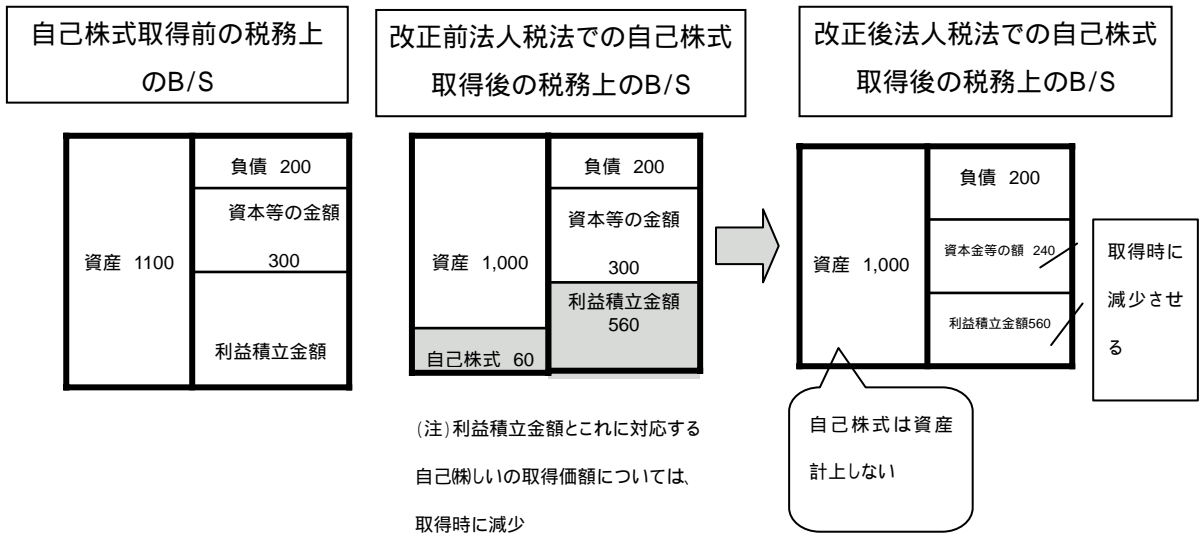 自己株式取得前の税務上
のB/S
改正前法人税法での自己株式
取得後の税務上のB/S
改正後法人税法での自己株式
取得後の税務上のB/S
資産 1100
負債 200
資本等の金額
300
利益積立金額
資産 1,000
自己株式 60
負債 200
資本等の金額
300
利益積立金額
560
(注)利益積立金額とこれに対応する
自己㈱しいの取得価額については、
取得時に減少
資産 1,000
負債 200
資本金等の額 240
利益積立金額560
取得時に
減少させ
る
自己株式は資産
計上しない